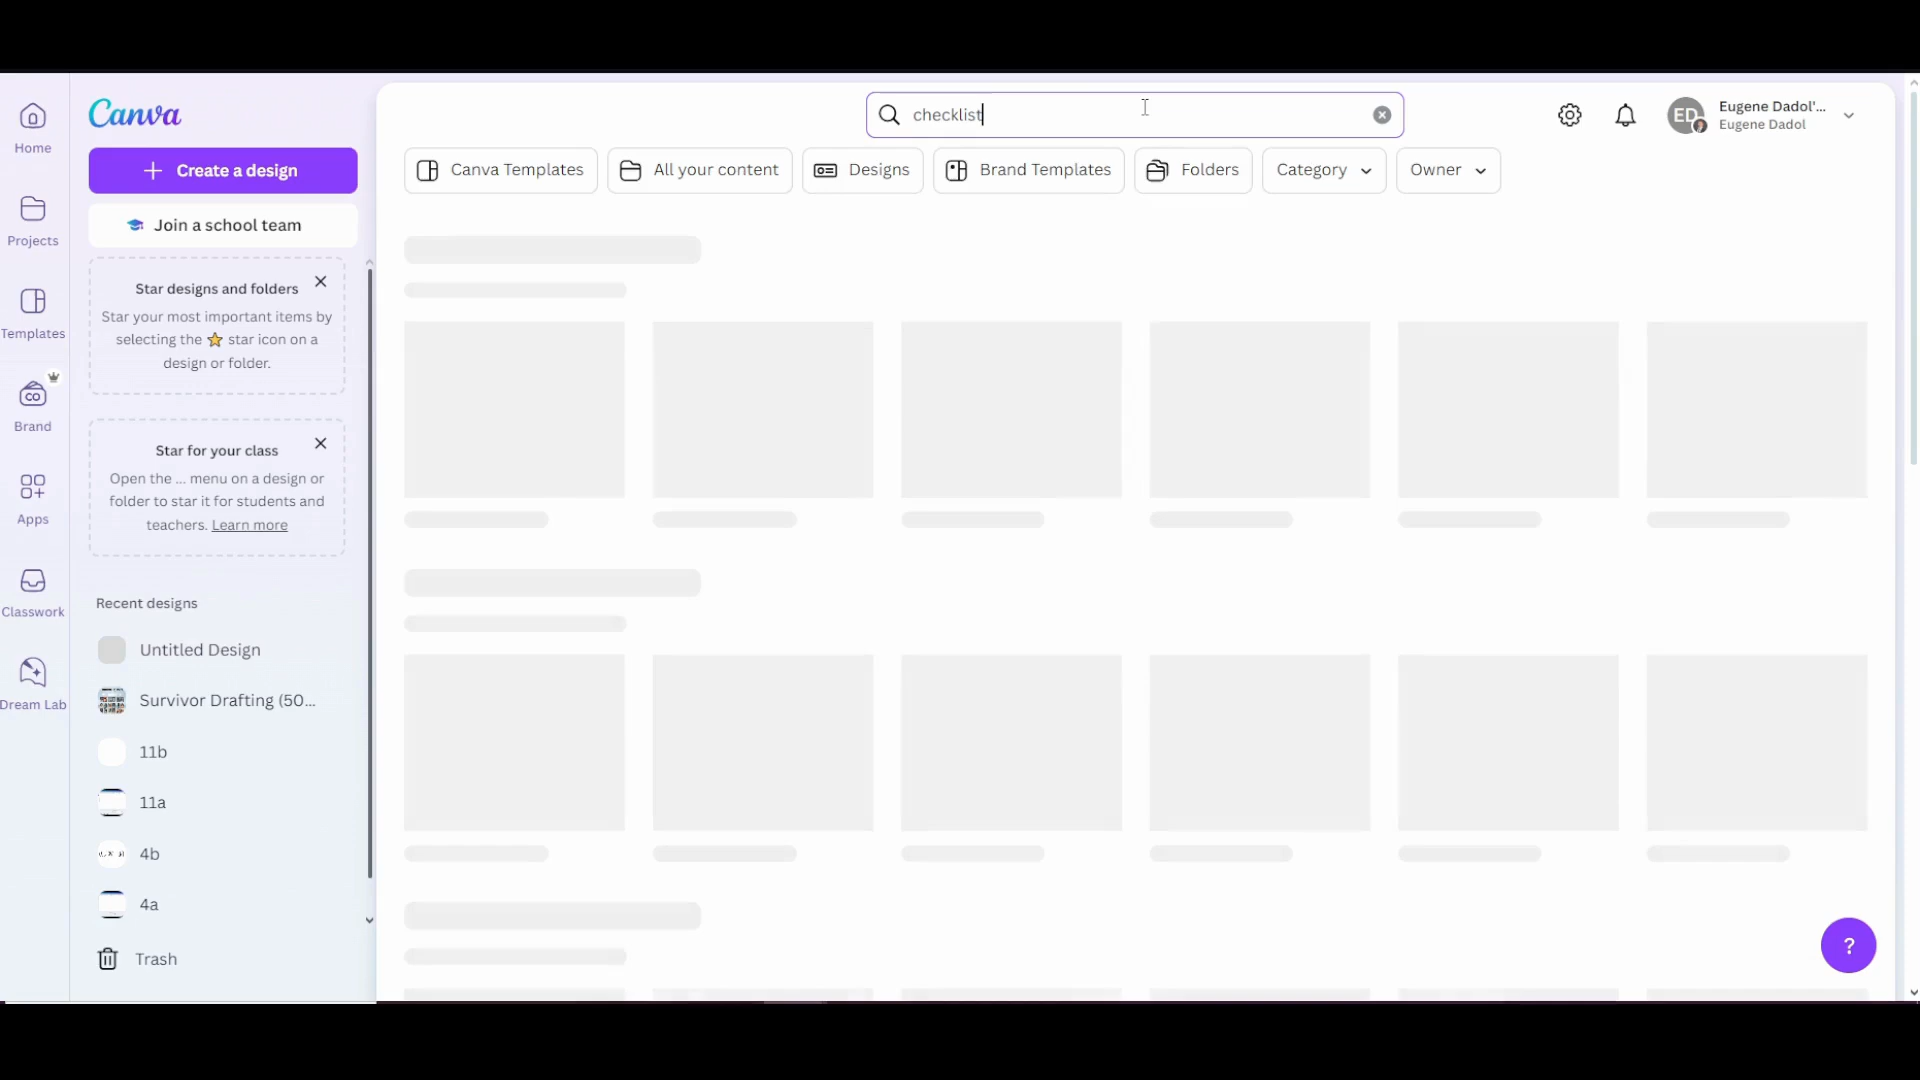 Canva
Create a design
Join a school team
Home
Projects
Templates
Brand
Apps
Classwork
Dream Lab
Star designs and folders
Star your most important items by
selecting the ⭐ star icon on a
design or folder.
Star for your class
Open the ... menu on a design or
folder to star it for students and
teachers. Learn more
Recent designs
Untitled Design
Survivor Drafting (50...
11b
11a
4b
4a
Trash
checklist
ED
Eugene Dadol'...
Eugene Dadol
Canva Templates
All your content
Designs
Brand Templates
Folders
Category
Owner
?